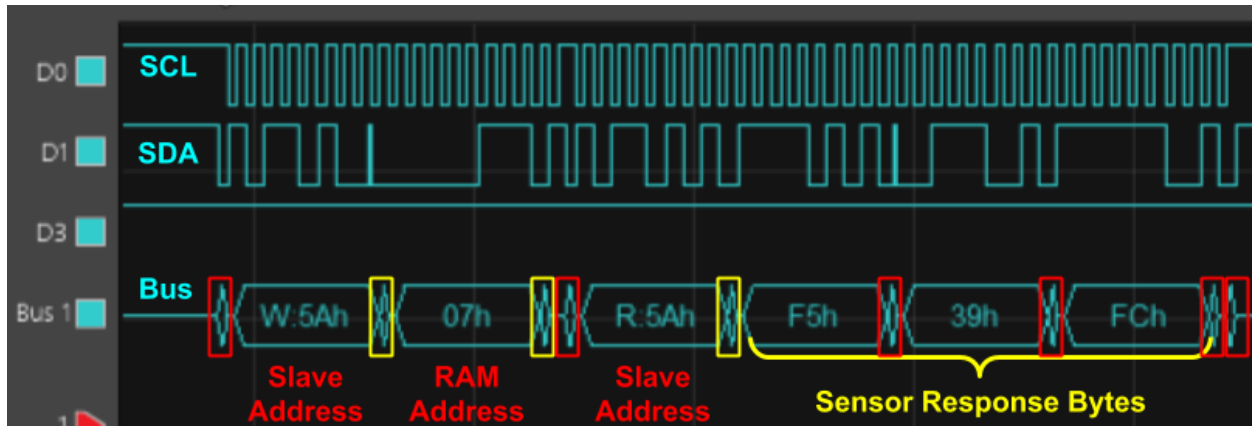 D0
SCL
D1
SDA
D3
Bus 1
Bus
W:5Ah
07h
R:5Ah
F5h
39h
FCh
Slave
Address
RAM
Address
Slave
Address
Sensor Response Bytes
1